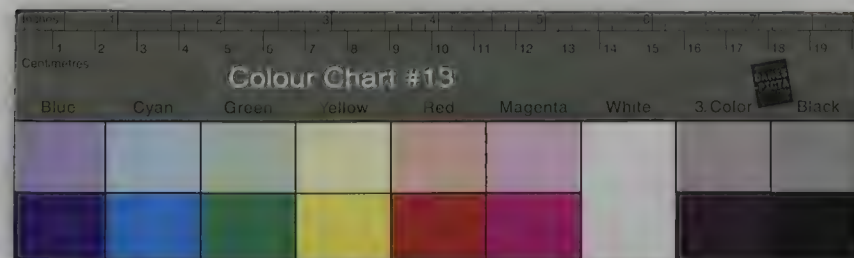 Inches 1 2 3 4 5 6 7
1 2 3 4 5 6 7 8 9 10 11 12 13 14 15 16 17 18 19
Centimetres
Colour Chart #13
DANES
PICTA
Blue Cyan Green Yellow Red Magenta White 3.Color Black